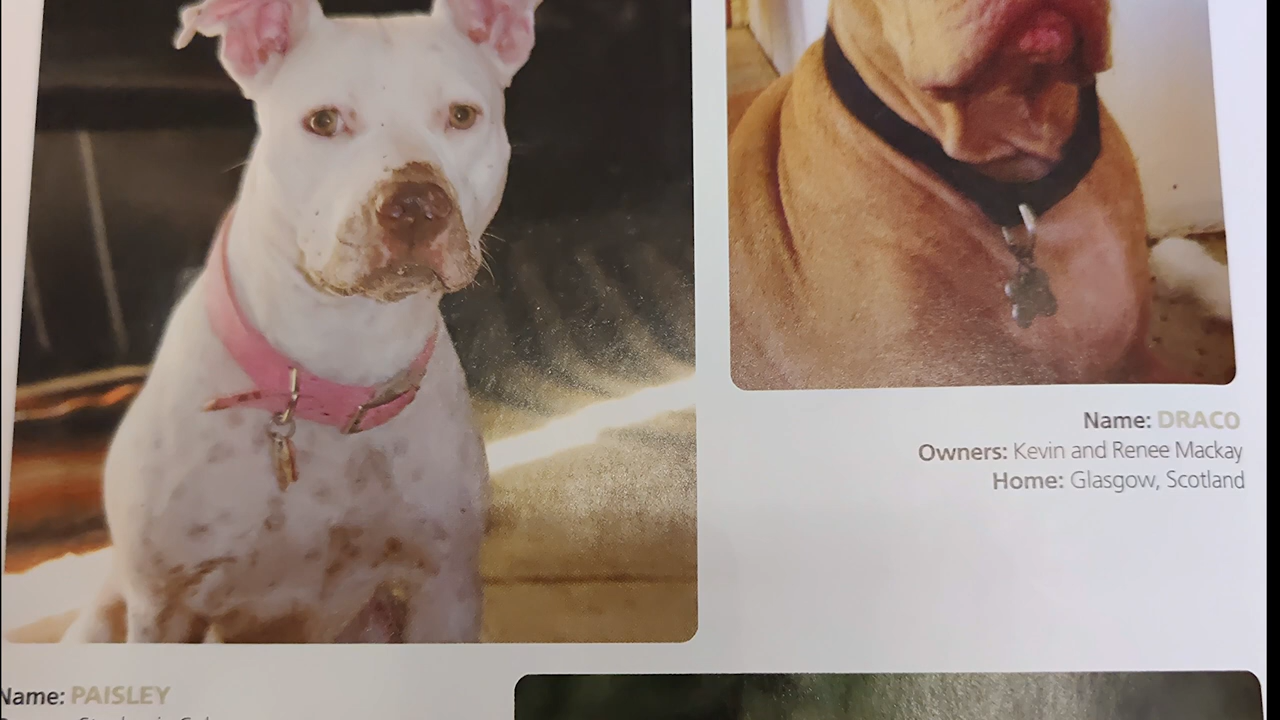 Name: DRACO
Owners: Kevin and Renee Mackay
Home: Glasgow, Scotland
Name: PAISLEY